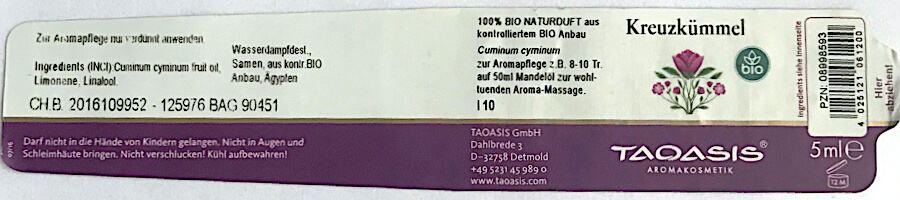 Zur Aromapflege nur verdünnt anwenden.
Ingredients (INCI):Cuminum cyminum fruit oil,
Limonene, Linalool.
Wasserdampfdest.,
Samen, aus kontr.BIO
Anbau, Ägypten
CH.B. 2016109952 - 125976 BAG 90451
Darf nicht in die Hände von Kindern gelangen. Nicht in Augen und
Schleimhäute bringen. Nicht verschlucken! Kühl aufbewahren!
07/16
100% BIO NATURDUFT aus
kontrolliertem BIO Anbau
Cuminum cyminum
zur Aromapflege z.B. 8-10 Tr.
auf 50ml Mandelöl zur wohl-
tuenden Aroma-Massage.
I 10
TAOASIS GmbH
Dahlbrede 3
D-32758 Detmold
+49 5231 45 989 0
www.taoasis.com
Kreuzkümmel
BIO
TAOASIS®
AROMAKOSMETIK
5 ml e
12 M
Ingredients siehe Innenseite
PZN: 08998593
4 025121 061200
Hier
abziehen!